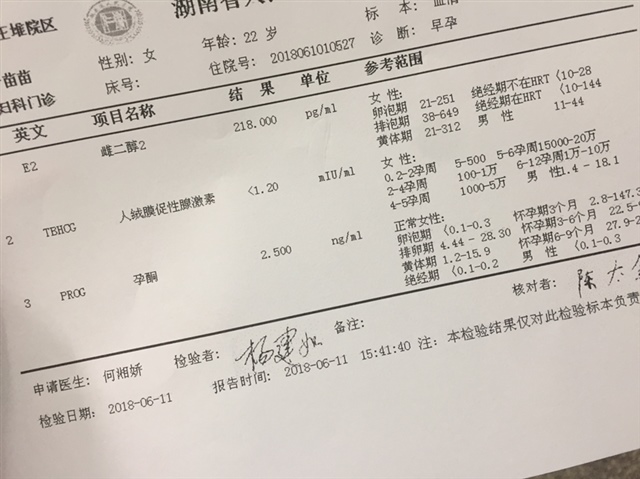 湖南省人
王堆院区
标 本: 血清
性别: 女 年龄: 22 岁 诊 断: 早孕
苗苗 床号: 住院号: 2018061010527
妇科门诊
英文 项目名称 结 果 单位 参考范围
E2 雌二醇2 218.000 pg/ml 女 性:
卵泡期 21-251 绝经期不在HRT <10-28
排泡期 38-649 绝经期在HRT <10-144
黄体期 21-312 男 性 11-44
2 TBHCG 人绒膜促性腺激素 <1.20 mIU/ml 女 性:
0.2-2孕周 5-500 5-6孕周15000-20万
2-4孕周 100-1万 6-12孕周1万-10万
4-5孕周 1000-5万 男 性1.4 - 18.1
3 PROG 孕酮 2.500 ng/ml 正常女性:
卵泡期 <0.1-0.3 怀孕期3个月 2.8-147.3
排卵期 4.44 - 28.30 怀孕期3-6个月 22.5-9
黄体期 1.2-15.9 怀孕期6-9个月 27.9-2
绝经期 <0.1-0.2 男 性 <0.1-0.3
申请医生: 何湘娇 检验者: 杨建 备注: 核对者: 陈大
检验日期: 2018-06-11 报告时间: 2018-06-11 15:41:40 注: 本检验结果仅对此检验标本负责